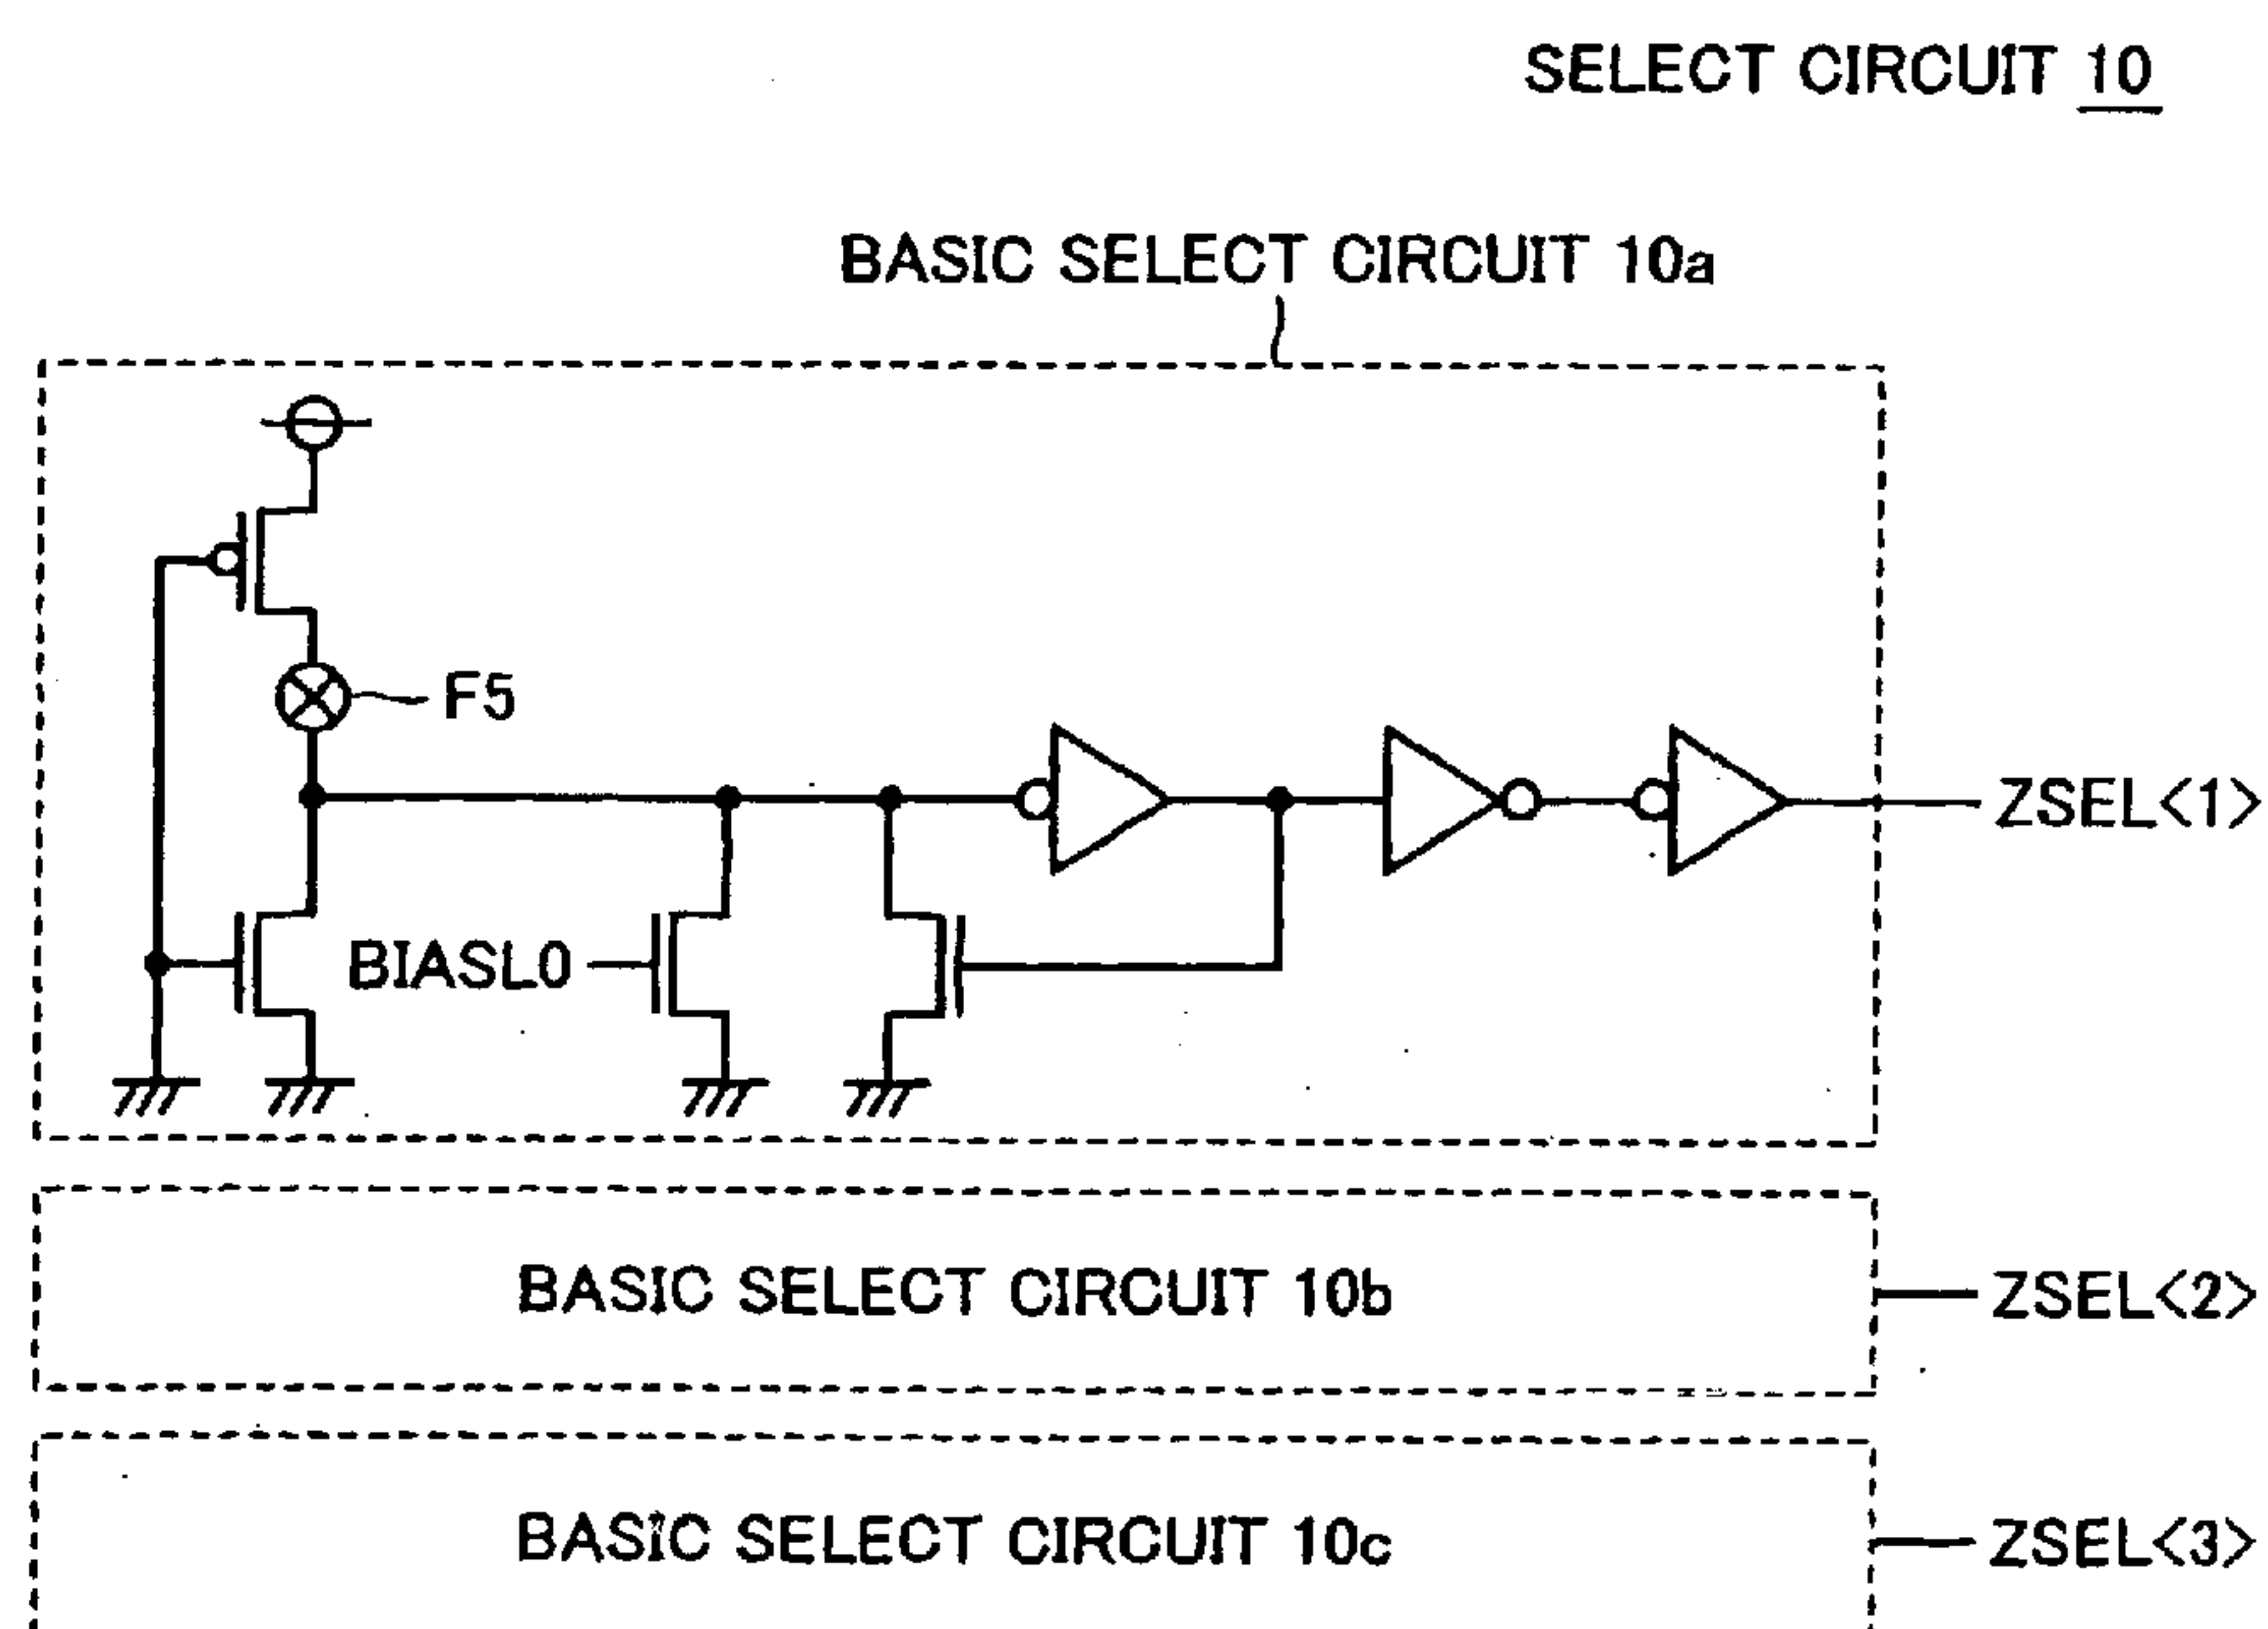 SELECT CIRCUIT 10
BASIC SELECT CIRCUIT 10a
F5
ZSEL<1>
BIASL0
BASIC SELECT CIRCUIT 10b
ZSEL<2>
BASIC SELECT CIRCUIT 10c
ZSEL<3>